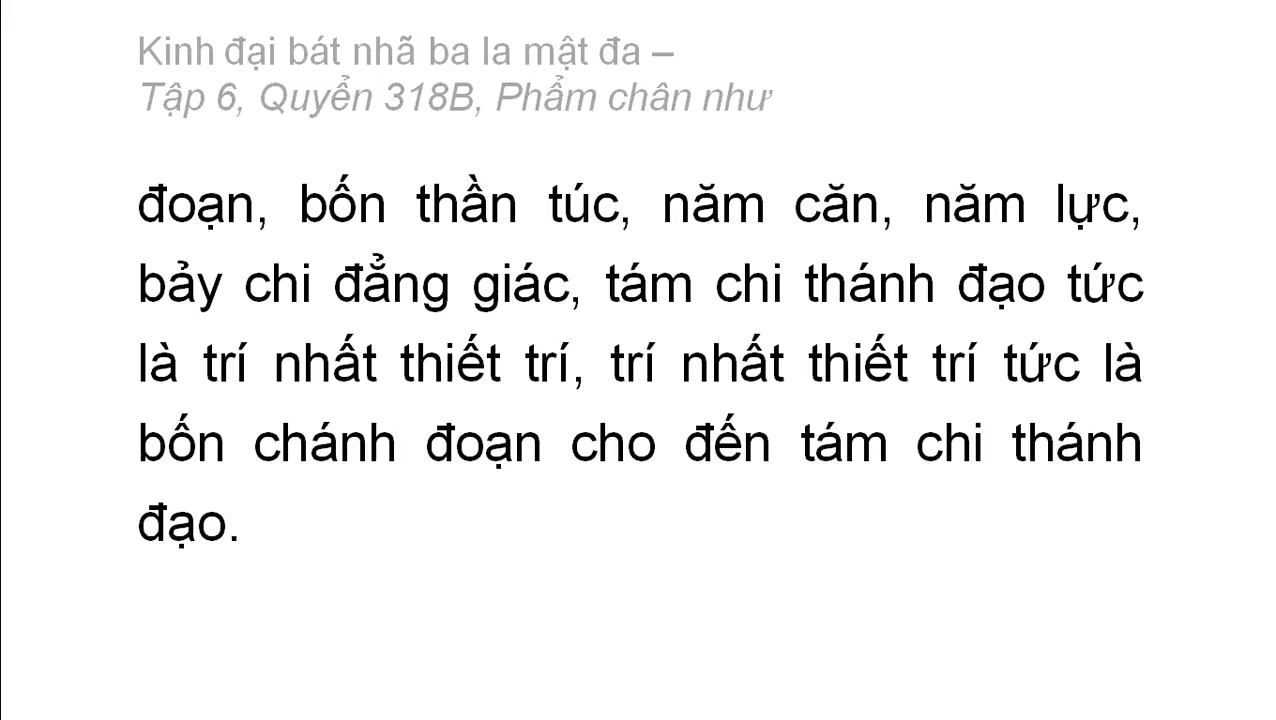 Kinh đại bát nhã ba la mật đa –
Tập 6, Quyển 318B, Phẩm chân như
đoạn, bốn thần túc, năm căn, năm lực,
bảy chi đẳng giác, tám chi thánh đạo tức
là trí nhất thiết trí, trí nhất thiết trí tức là
bốn chánh đoạn cho đến tám chi thánh
đạo.